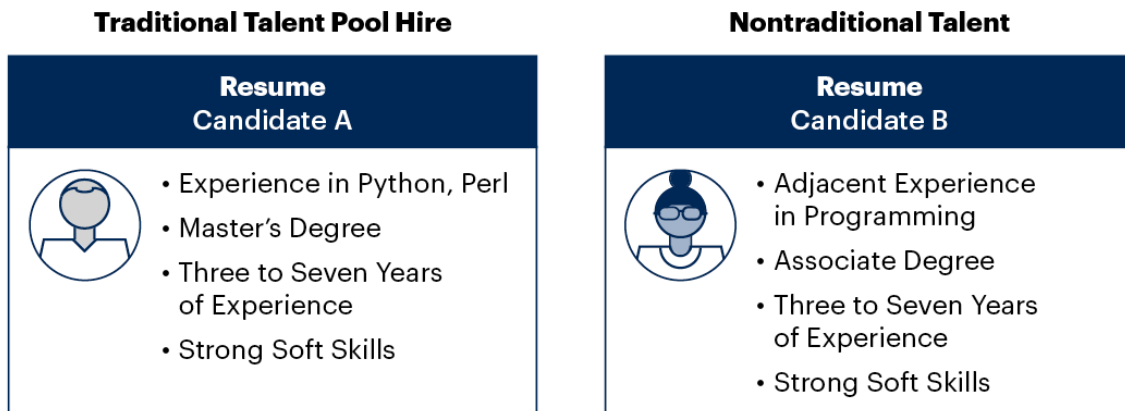 Traditional Talent Pool Hire
Resume
Candidate A
• Experience in Python, Perl
• Master's Degree
• Three to Seven Years
of Experience
• Strong Soft Skills
Nontraditional Talent
Resume
Candidate B
• Adjacent Experience
in Programming
• Associate Degree
• Three to Seven Years
of Experience
• Strong Soft Skills